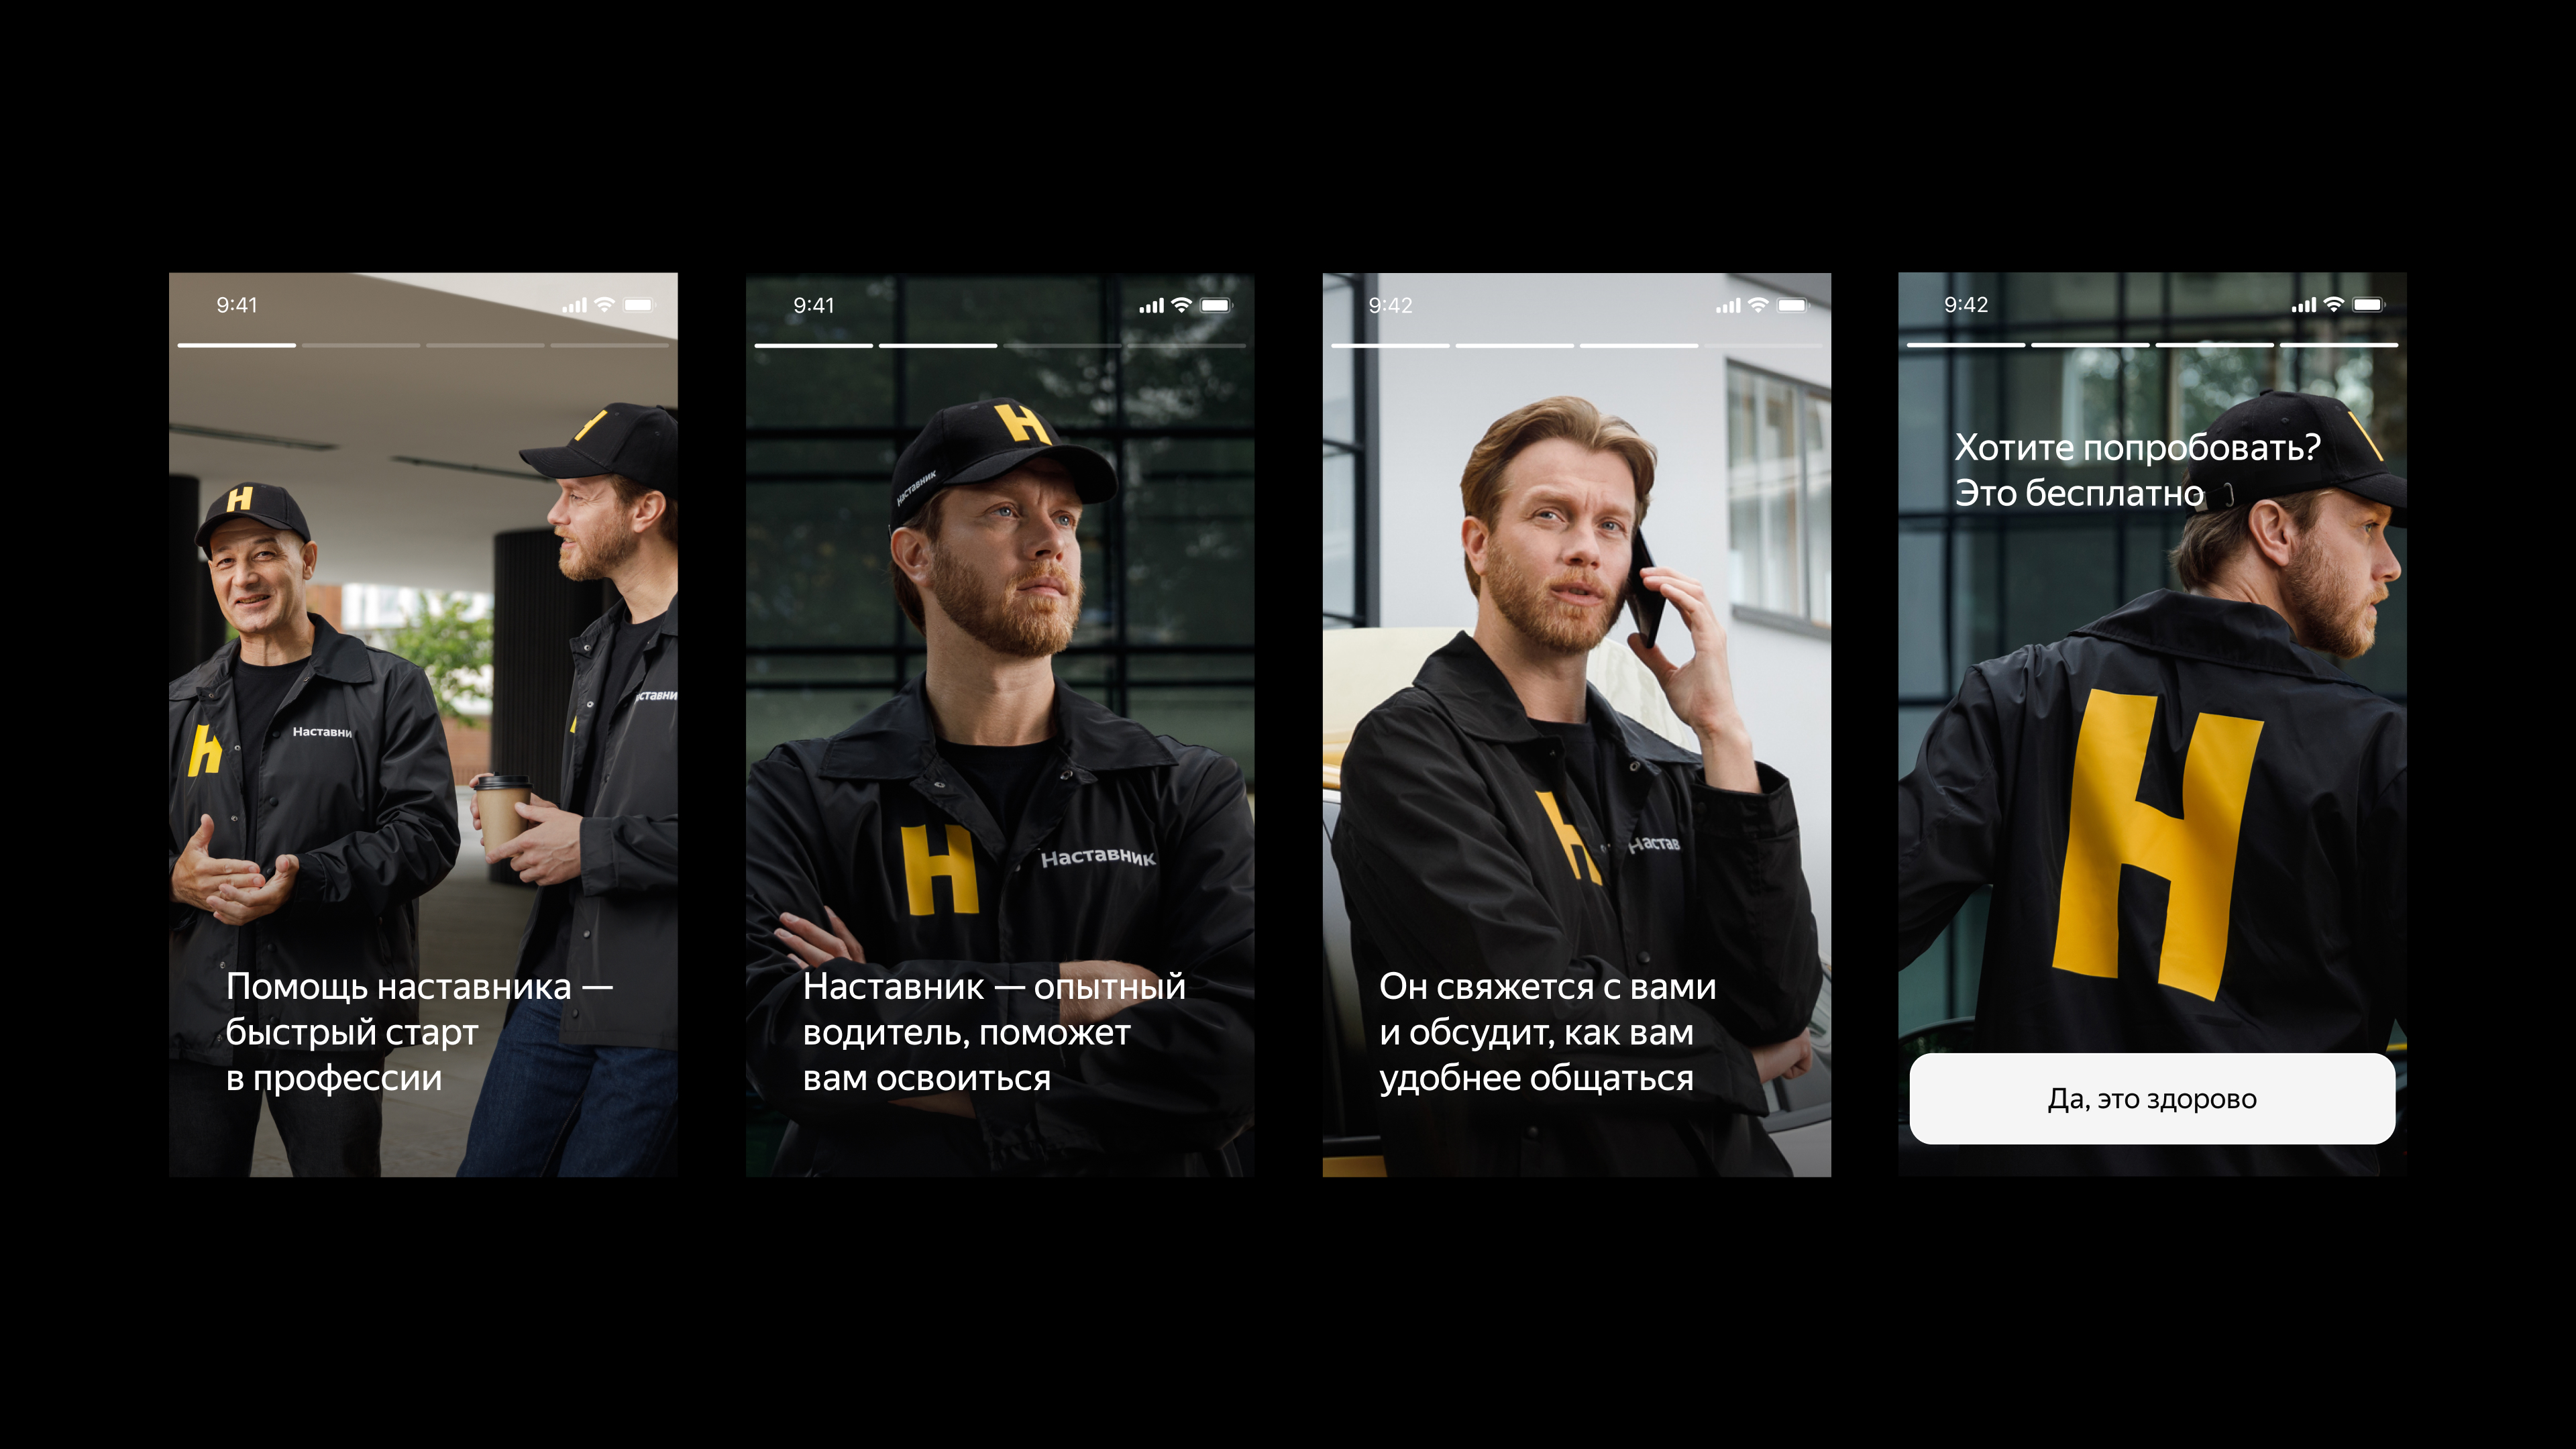 9:41
H
H
Наставни
ставни
H
Помощь наставника —
быстрый старт
в профессии
9:41
H
Наставник
H
Наставник
Наставник — опытный
водитель, поможет
вам освоиться
9:42
H
Настав
Он свяжется с вами
и обсудит, как вам
удобнее общаться
9:42
Хотите попробовать?
Это бесплатно
H
Да, это здорово